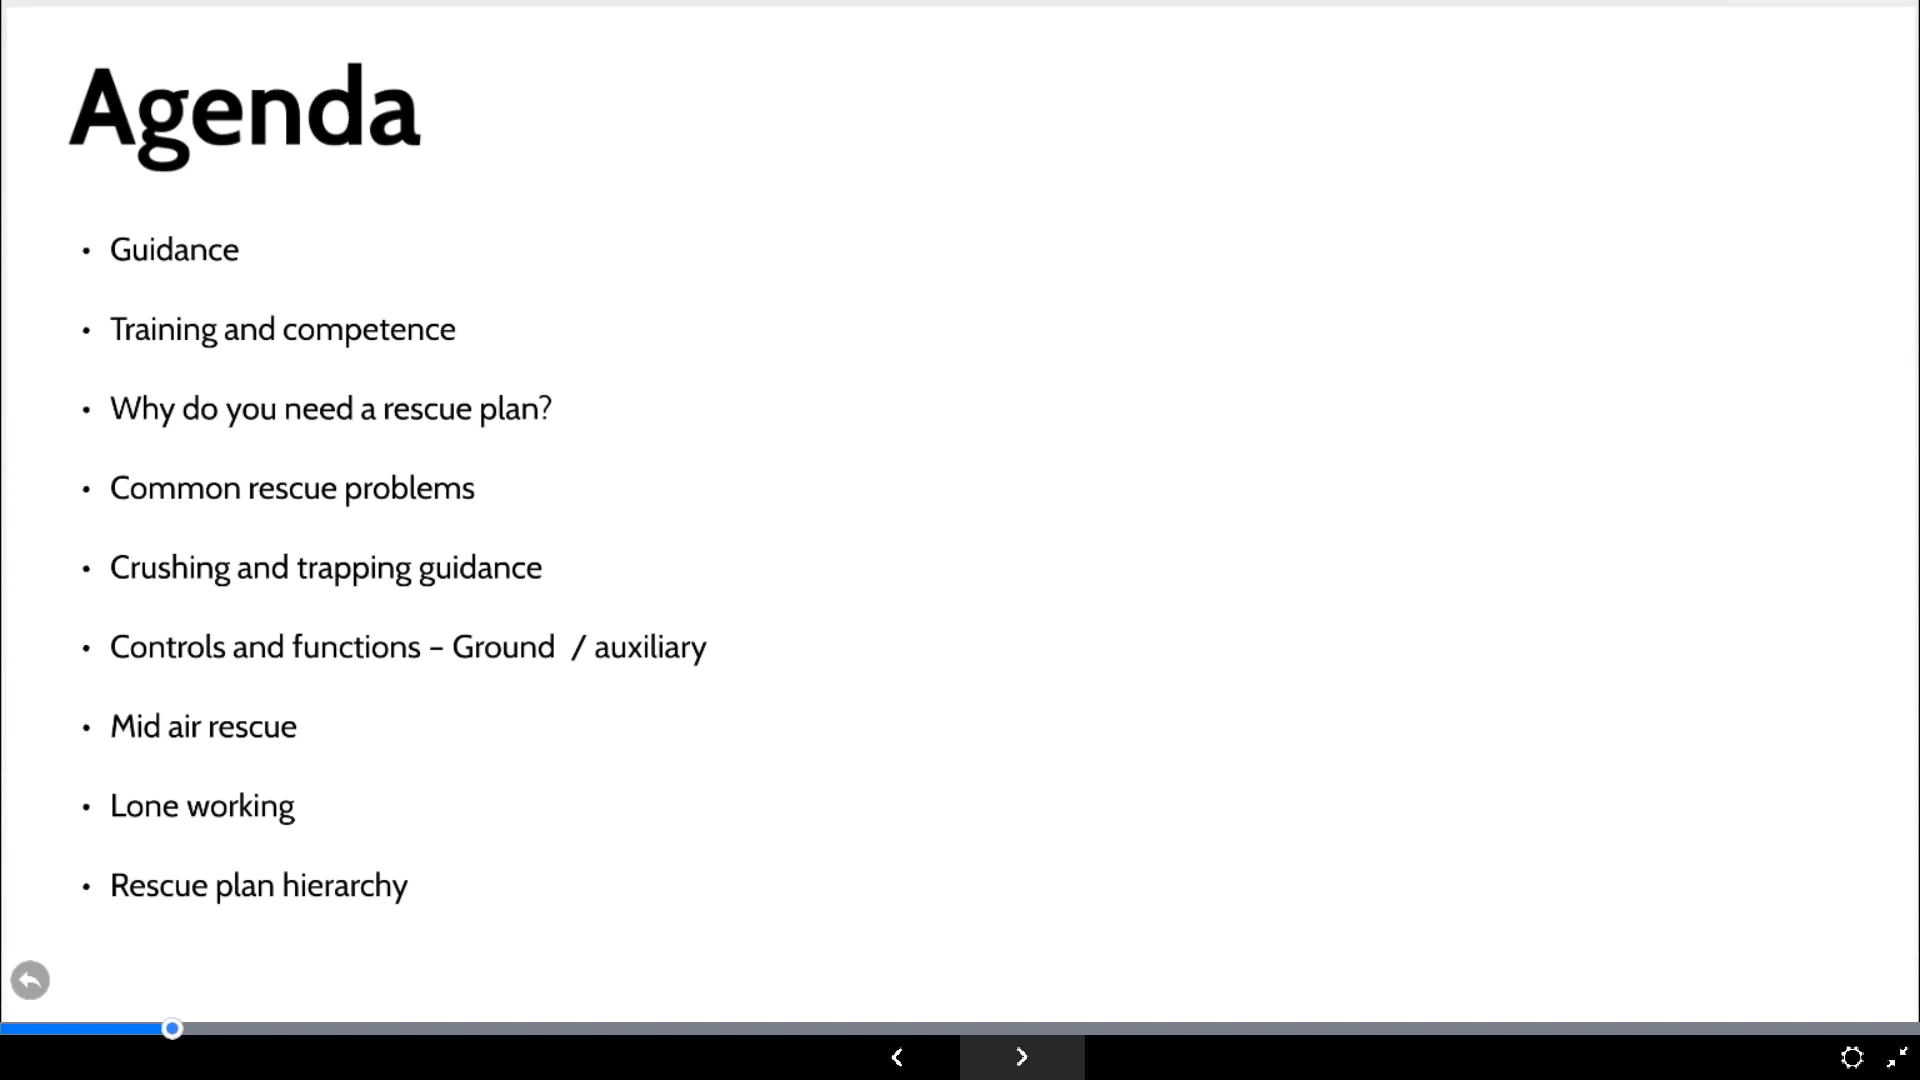 Agenda
• Guidance
• Training and competence
• Why do you need a rescue plan?
• Common rescue problems
• Crushing and trapping guidance
• Controls and functions – Ground  / auxiliary
• Mid air rescue
• Lone working
• Rescue plan hierarchy